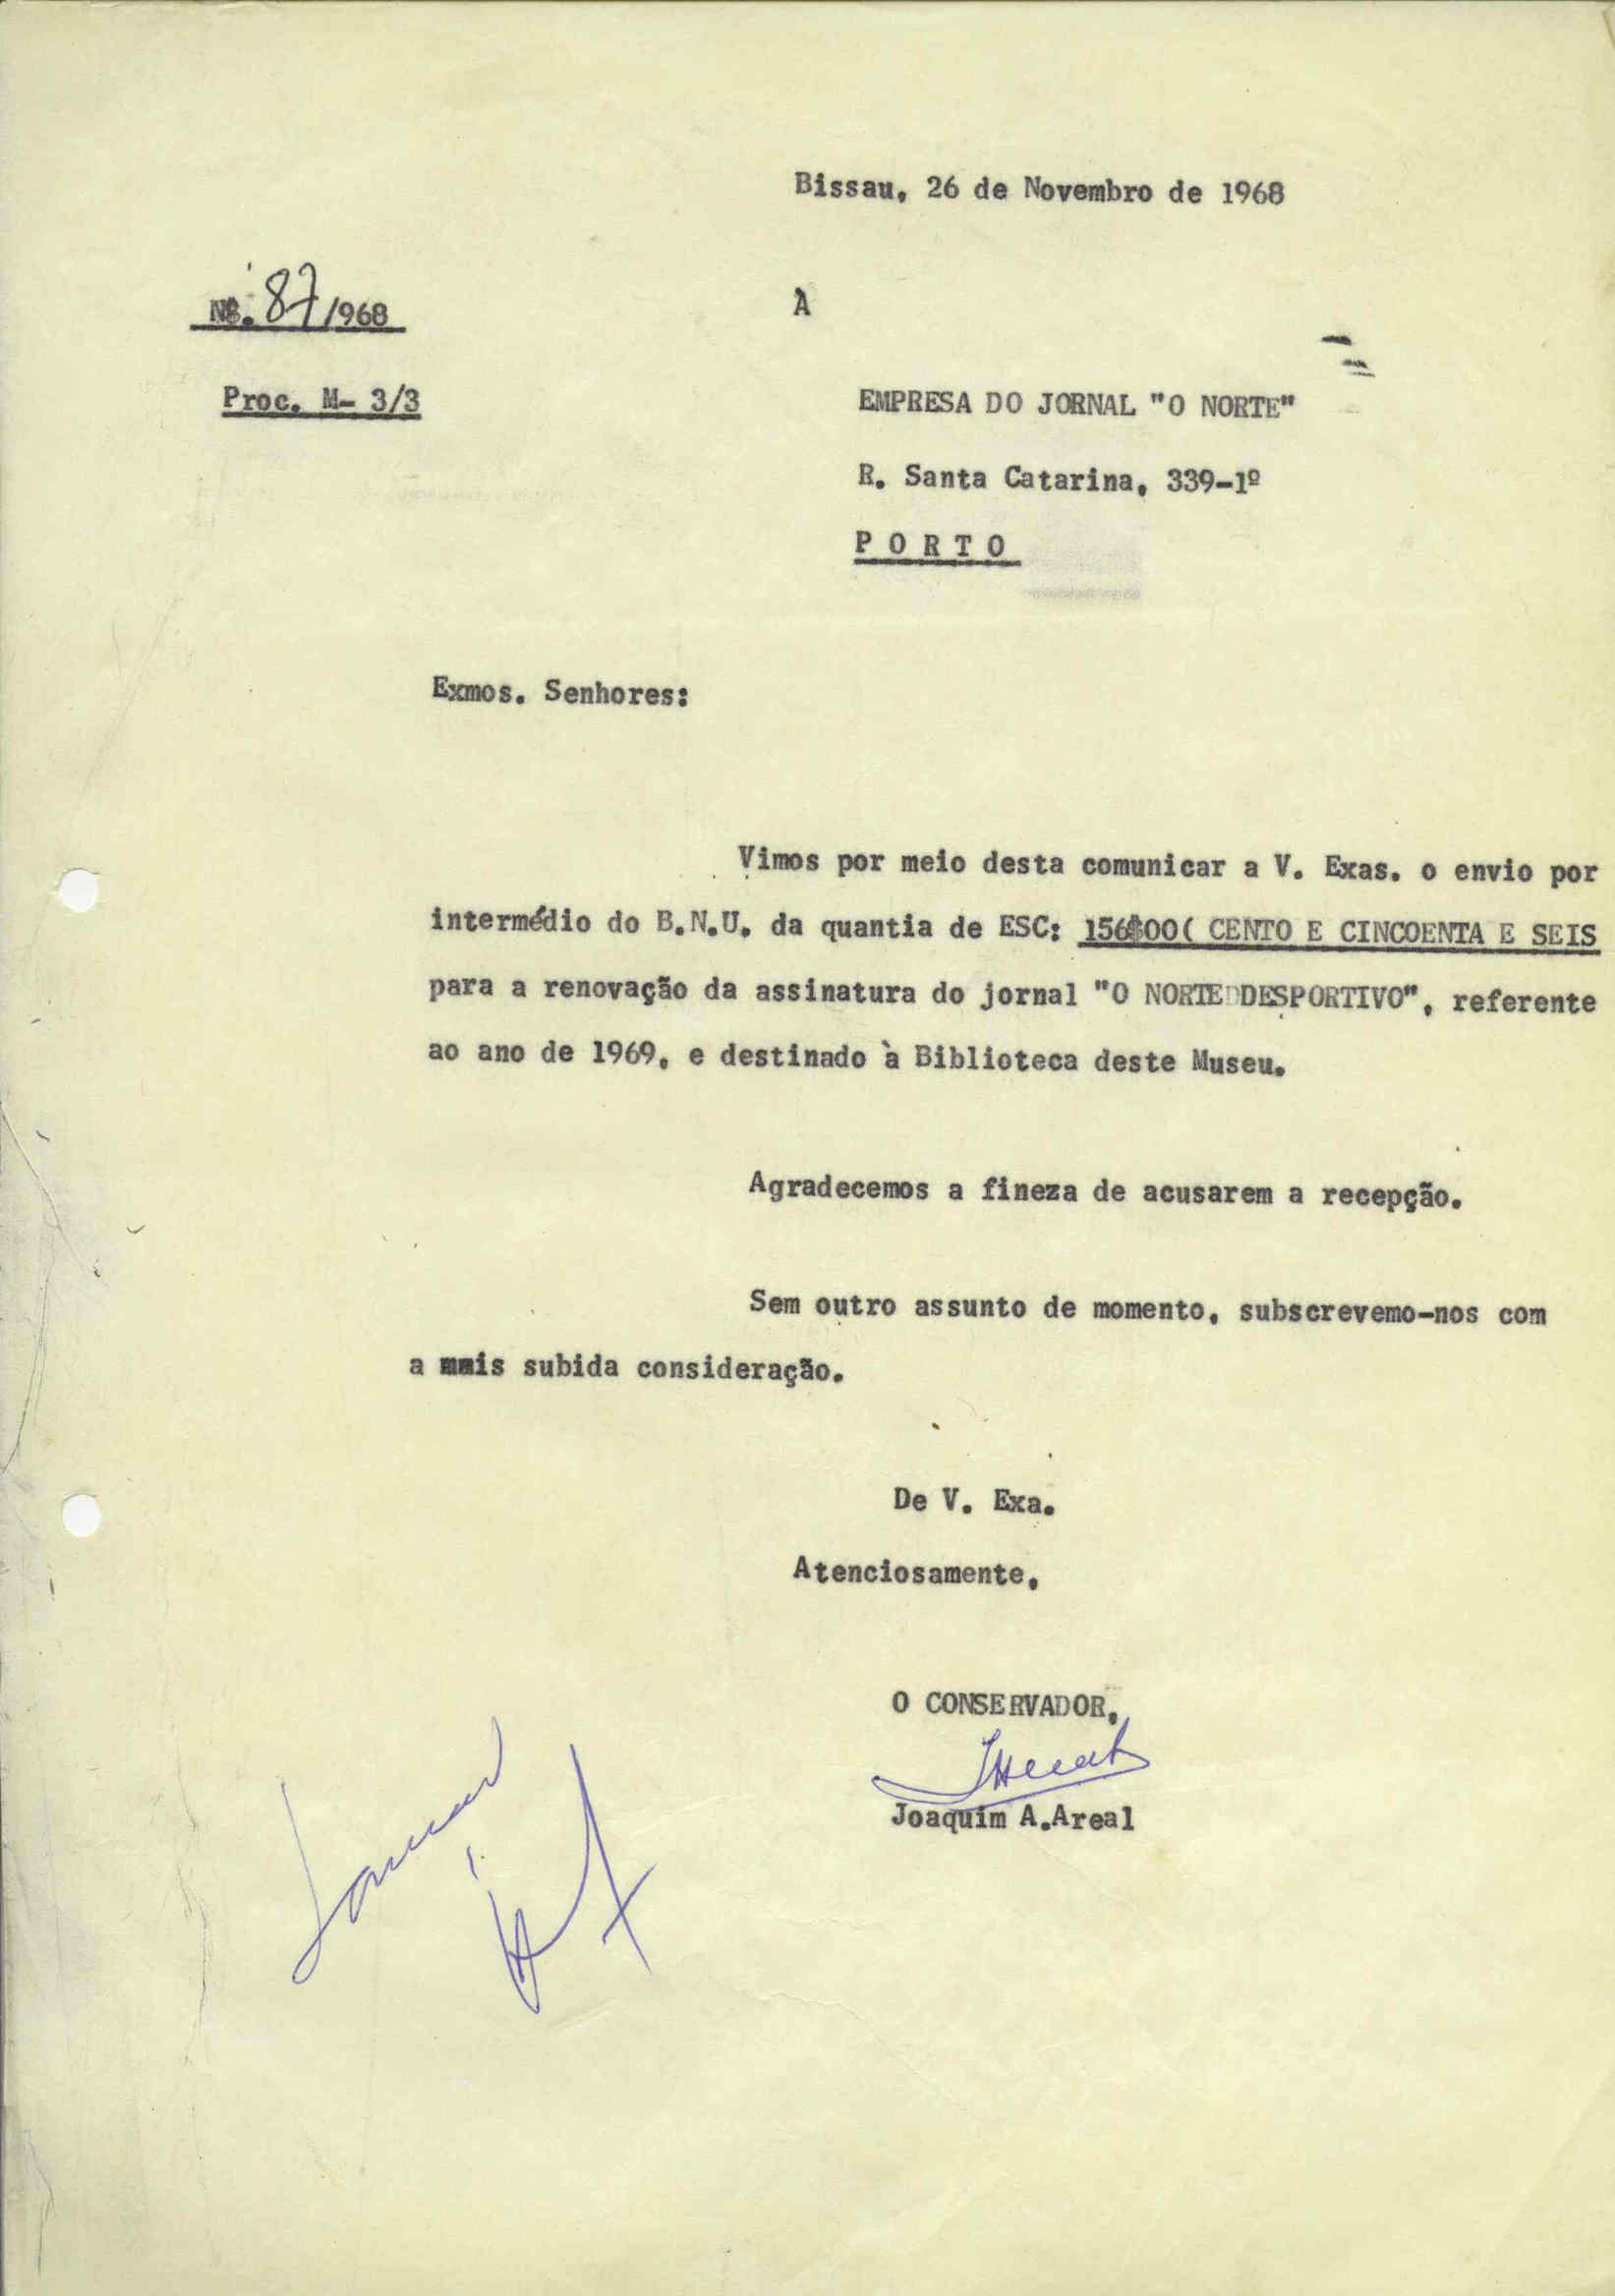 Bissau, 26 de Novembro de 1968
Nº. 87/968
À
Proc. M- 3/3
EMPRESA DO JORNAL "O NORTE"
R. Santa Catarina, 339-1º
P O R T O
Exmos. Senhores:
Vimos por meio desta comunicar a V. Exas. o envio por
intermédio do B.N.U. da quantia de ESC: 156$00( CENTO E CINCOENTA E SEIS
para a renovação da assinatura do jornal "O NORTE DESPORTIVO", referente
ao ano de 1969, e destinado à Biblioteca deste Museu.
Agradecemos a fineza de acusarem a recepção.
Sem outro assunto de momento, subscrevemo-nos com
a mais subida consideração.
De V. Exa.
Atenciosamente,
O CONSERVADOR,
Joaquim A.Areal